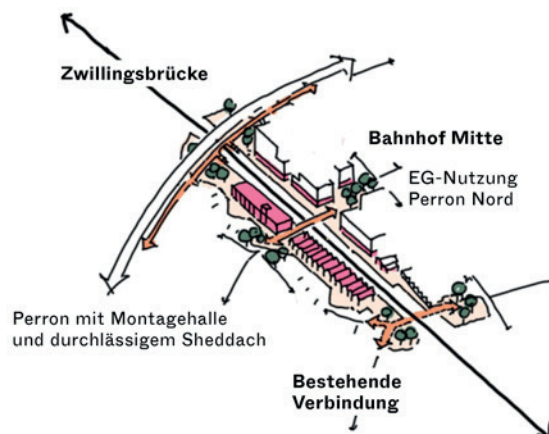 Zwillingsbrücke
Bahnhof Mitte
EG-Nutzung
Perron Nord
Perron mit Montagehalle
und durchlässigem Sheddach
Bestehende
Verbindung